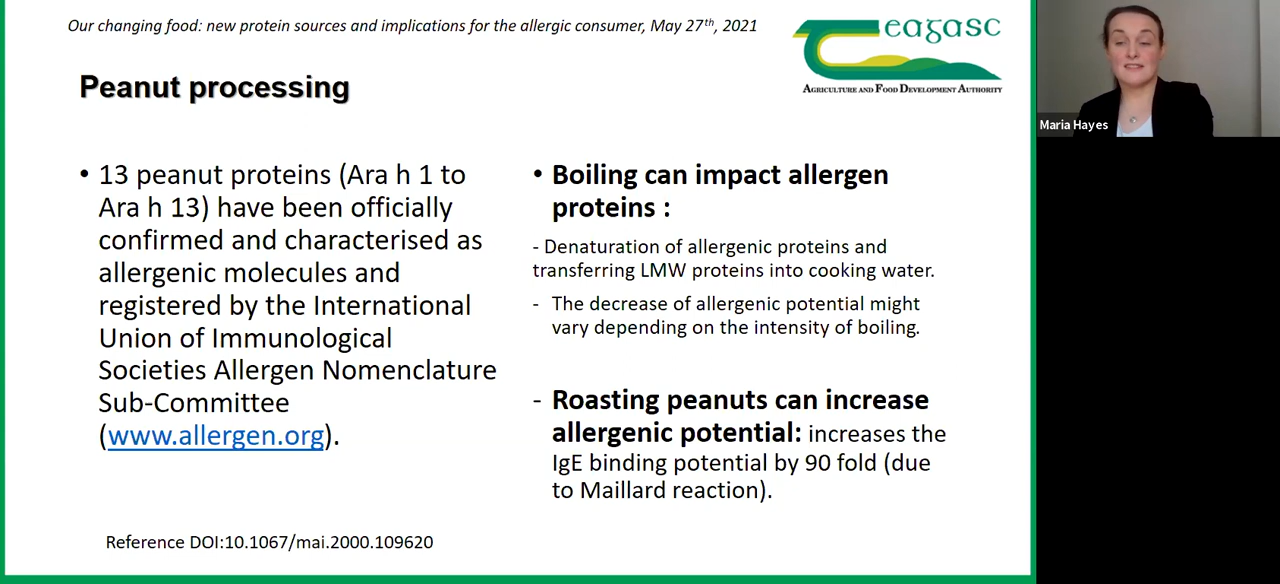 Our changing food: new protein sources and implications for the allergic consumer, May 27th, 2021
eagasc
AGRICULTURE AND FOOD DEVELOPMENT AUTHORITY
Peanut processing
• 13 peanut proteins (Ara h 1 to
Ara h 13) have been officially
confirmed and characterised as
allergenic molecules and
registered by the International
Union of Immunological
Societies Allergen Nomenclature
Sub-Committee
(www.allergen.org).
Reference DOI:10.1067/mai.2000.109620
• Boiling can impact allergen
proteins :
- Denaturation of allergenic proteins and
transferring LMW proteins into cooking water.
- The decrease of allergenic potential might
vary depending on the intensity of boiling.
- Roasting peanuts can increase
allergenic potential: increases the
IgE binding potential by 90 fold (due
to Maillard reaction).
Maria Hayes